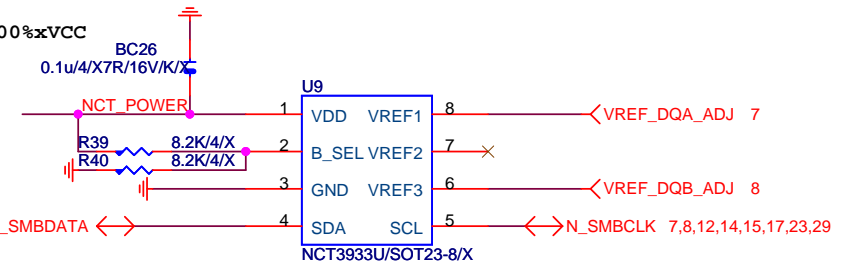 00%xVCC
BC26
0.1u/4/X7R/16V/K/X
U9
NCT_POWER
1 VDD VREF1 8 VREF_DQA_ADJ 7
R39 8.2K/4/X
2 B_SEL VREF2 7
R40 8.2K/4/X
3 GND VREF3 6 VREF_DQB_ADJ 8
_SMBDATA 4 SDA SCL 5 N_SMBCLK 7,8,12,14,15,17,23,29
NCT3933U/SOT23-8/X